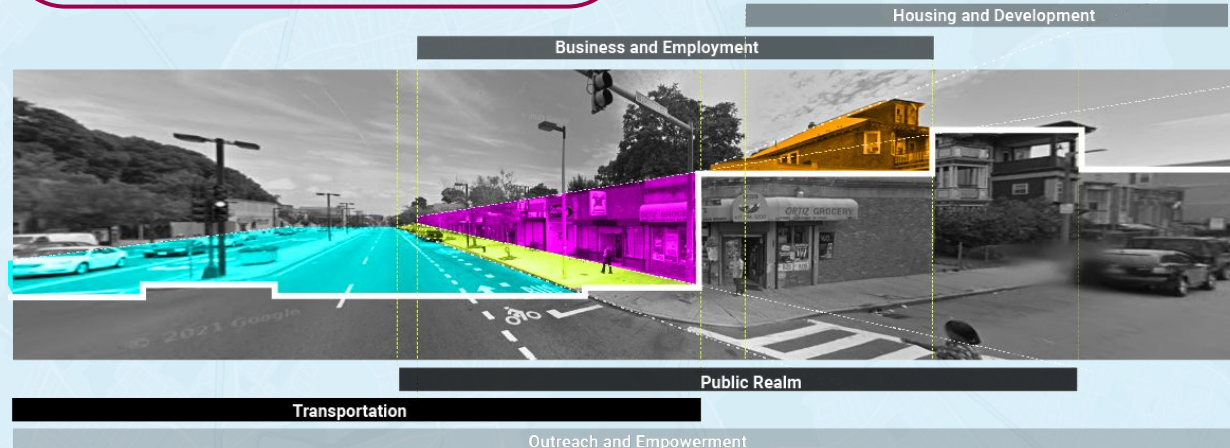 Housing and Development
Business and Employment
ORTIZ GROCERY
© 2021 Google
Public Realm
Transportation
Outreach and Empowerment